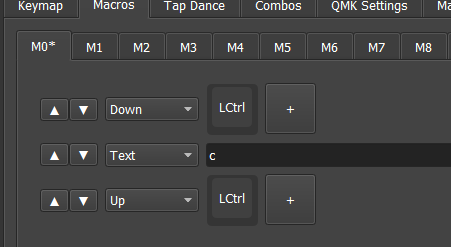 Keymap Macros Tap Dance Combos QMK Settings
M0* M1 M2 M3 M4 M5 M6 M7 M8
▲ ▼ Down LCtrl +
▲ ▼ Text c
▲ ▼ Up LCtrl +